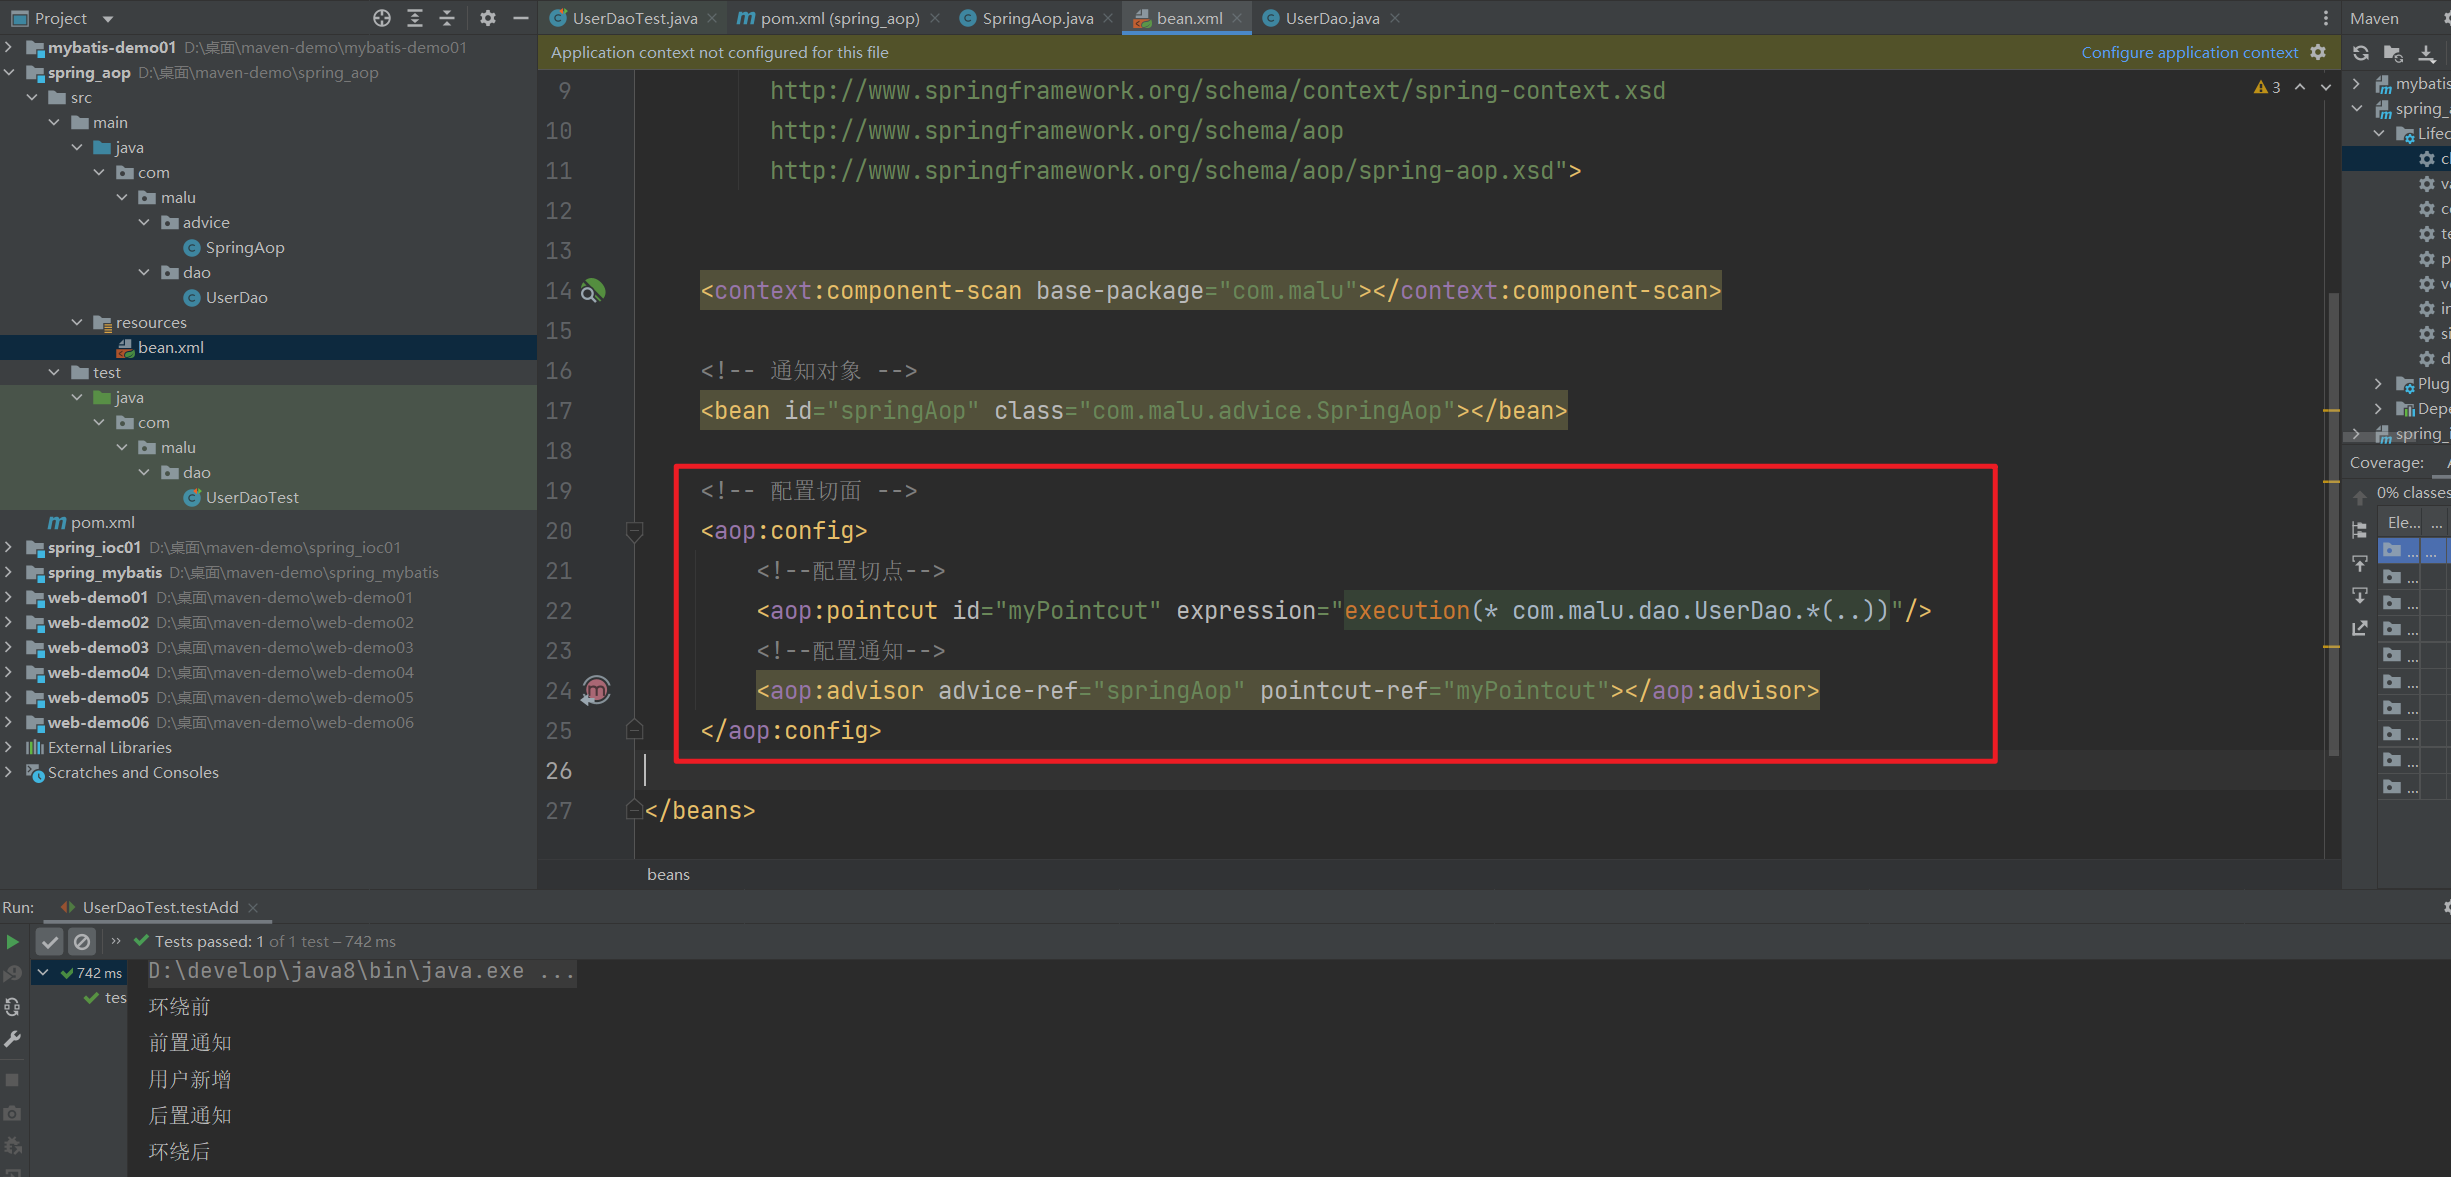 Project
UserDaoTest.java
pom.xml (spring_aop)
SpringAop.java
bean.xml
UserDao.java
Maven
mybatis-demo01 D:\桌面\maven-demo\mybatis-demo01
spring_aop D:\桌面\maven-demo\spring_aop
src
main
java
com
malu
advice
SpringAop
dao
UserDao
resources
bean.xml
test
java
com
malu
dao
UserDaoTest
pom.xml
spring_ioc01 D:\桌面\maven-demo\spring_ioc01
spring_mybatis D:\桌面\maven-demo\spring_mybatis
web-demo01 D:\桌面\maven-demo\web-demo01
web-demo02 D:\桌面\maven-demo\web-demo02
web-demo03 D:\桌面\maven-demo\web-demo03
web-demo04 D:\桌面\maven-demo\web-demo04
web-demo05 D:\桌面\maven-demo\web-demo05
web-demo06 D:\桌面\maven-demo\web-demo06
External Libraries
Scratches and Consoles
Application context not configured for this file
Configure application context
3
9 http://www.springframework.org/schema/context/spring-context.xsd
10 http://www.springframework.org/schema/aop
11 http://www.springframework.org/schema/aop/spring-aop.xsd">
12
13
14 <context:component-scan base-package="com.malu"></context:component-scan>
15
16 <!-- 通知对象 -->
17 <bean id="springAop" class="com.malu.advice.SpringAop"></bean>
18
19 <!-- 配置切面 -->
20 <aop:config>
21 <!--配置切点-->
22 <aop:pointcut id="myPointcut" expression="execution(* com.malu.dao.UserDao.*(..))"/>
23 <!--配置通知-->
24 <aop:advisor advice-ref="springAop" pointcut-ref="myPointcut"></aop:advisor>
25 </aop:config>
26
27 </beans>
beans
mybatis
spring_
Lifec
Plug
Depe
spring_i
Coverage:
0% classes
Ele... ...
Run: UserDaoTest.testAdd
Tests passed: 1 of 1 test – 742 ms
742 ms
tes
D:\develop\java8\bin\java.exe ...
环绕前
前置通知
用户新增
后置通知
环绕后